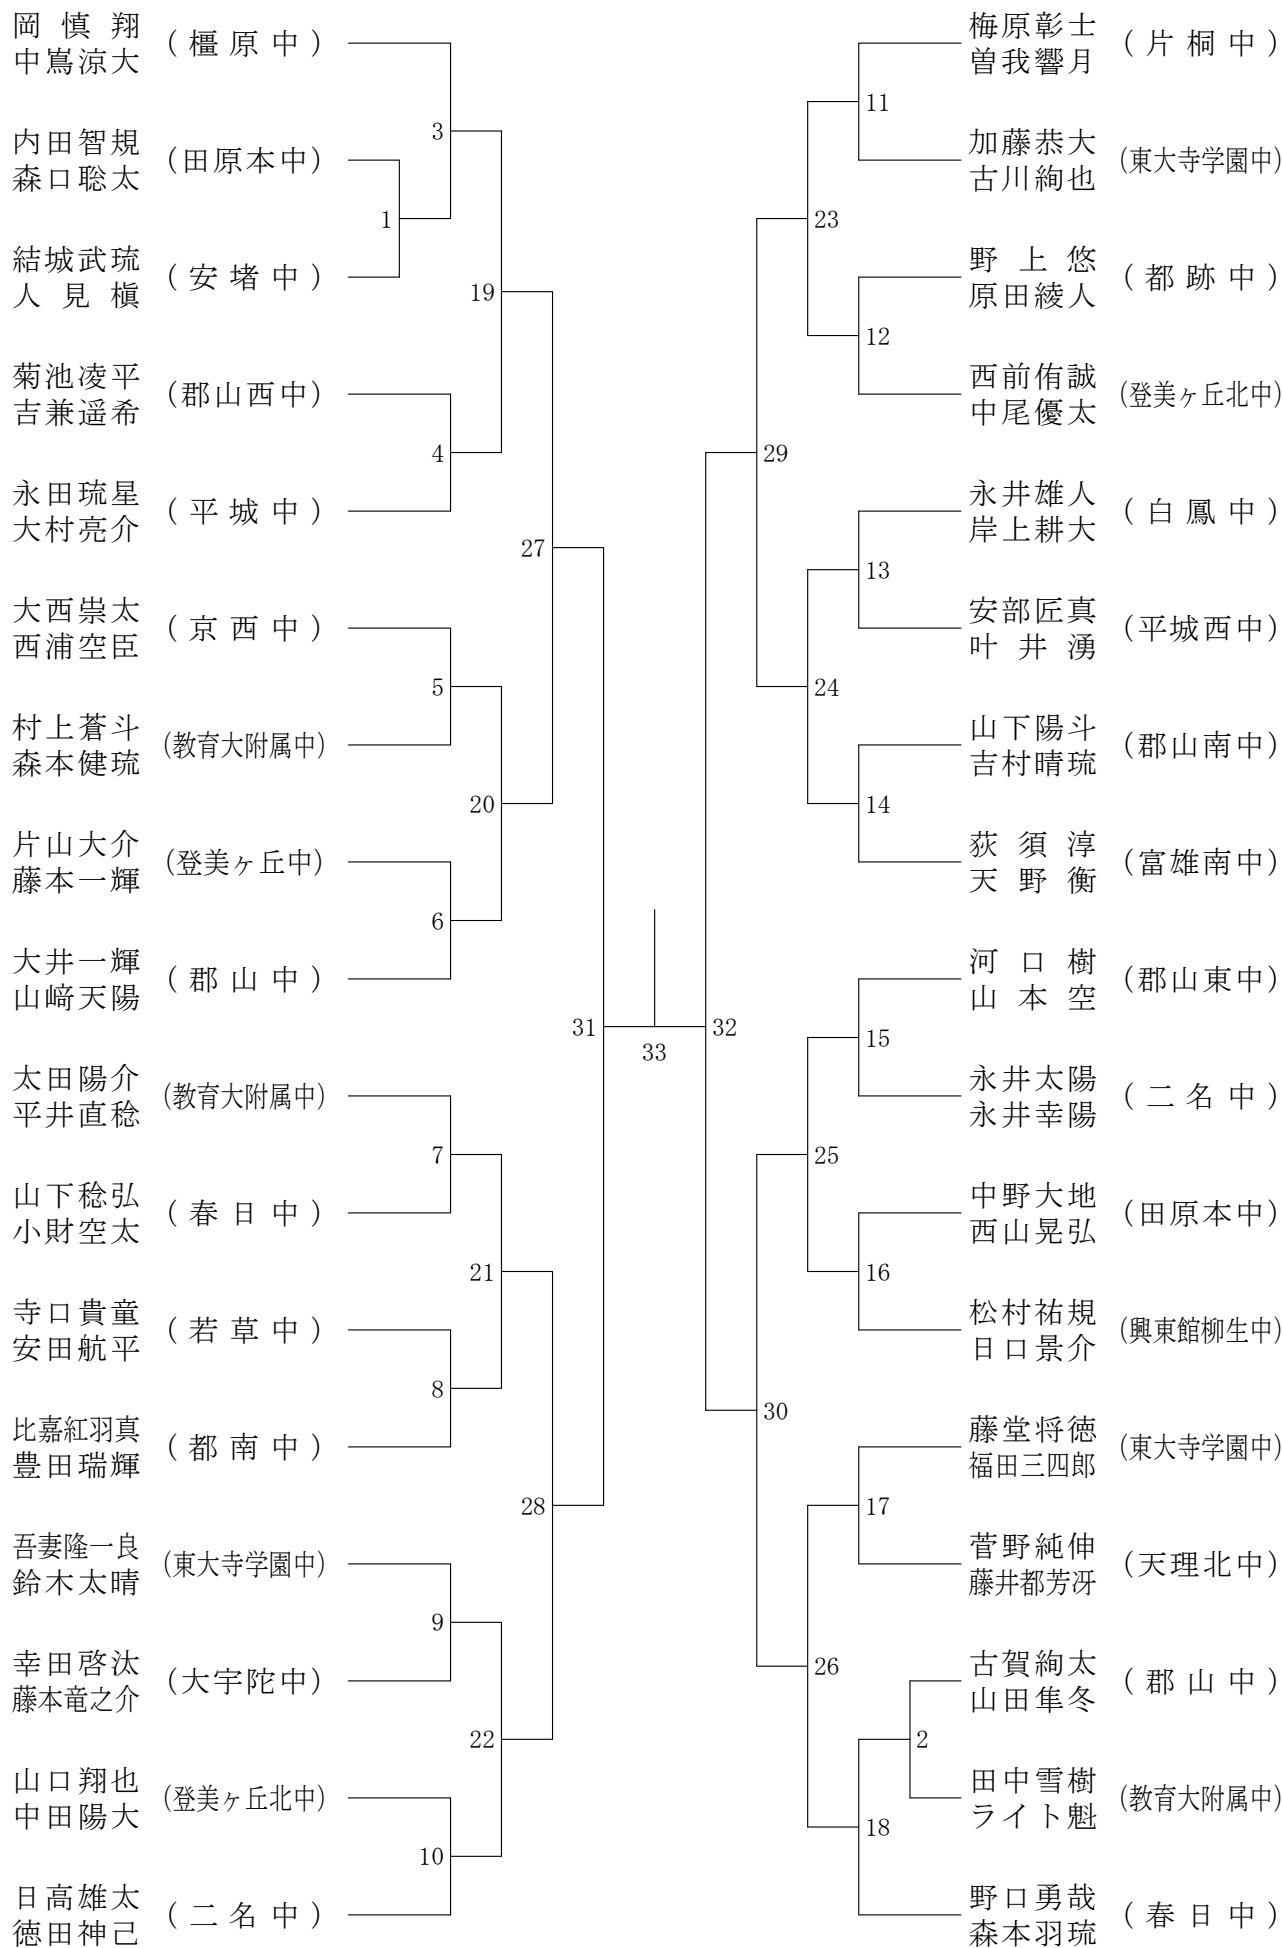 岡慎翔
中嶌涼大
(橿原中)
内田智規
森口聡太
(田原本中)
結城武琉
人見槇
(安堵中)
菊池凌平
吉兼遥希
(郡山西中)
永田琉星
大村亮介
(平城中)
大西崇太
西浦空臣
(京西中)
村上蒼斗
森本健琉
(教育大附属中)
片山大介
藤本一輝
(登美ヶ丘中)
大井一輝
山﨑天陽
(郡山中)
太田陽介
平井直稔
(教育大附属中)
山下稔弘
小財空太
(春日中)
寺口貴童
安田航平
(若草中)
比嘉紅羽真
豊田瑞輝
(都南中)
吾妻隆一良
鈴木太晴
(東大寺学園中)
幸田啓汰
藤本竜之介
(大宇陀中)
山口翔也
中田陽大
(登美ヶ丘北中)
日高雄太
徳田神己
(二名中)
1
3
4
5
6
7
8
9
10
19
20
21
22
27
28
31
33
32
29
30
23
24
25
26
11
12
13
14
15
16
17
18
2
梅原彰士
曽我響月
(片桐中)
加藤恭大
古川絢也
(東大寺学園中)
野上悠
原田綾人
(都跡中)
西前侑誠
中尾優太
(登美ヶ丘北中)
永井雄人
岸上耕大
(白鳳中)
安部匠真
叶井湧
(平城西中)
山下陽斗
吉村晴琉
(郡山南中)
荻須淳
天野衡
(富雄南中)
河口樹
山本空
(郡山東中)
永井太陽
永井幸陽
(二名中)
中野大地
西山晃弘
(田原本中)
松村祐規
日口景介
(興東館柳生中)
藤堂将徳
福田三四郎
(東大寺学園中)
菅野純伸
藤井都芳冴
(天理北中)
古賀絢太
山田隼冬
(郡山中)
田中雪樹
ライト魁
(教育大附属中)
野口勇哉
森本羽琉
(春日中)